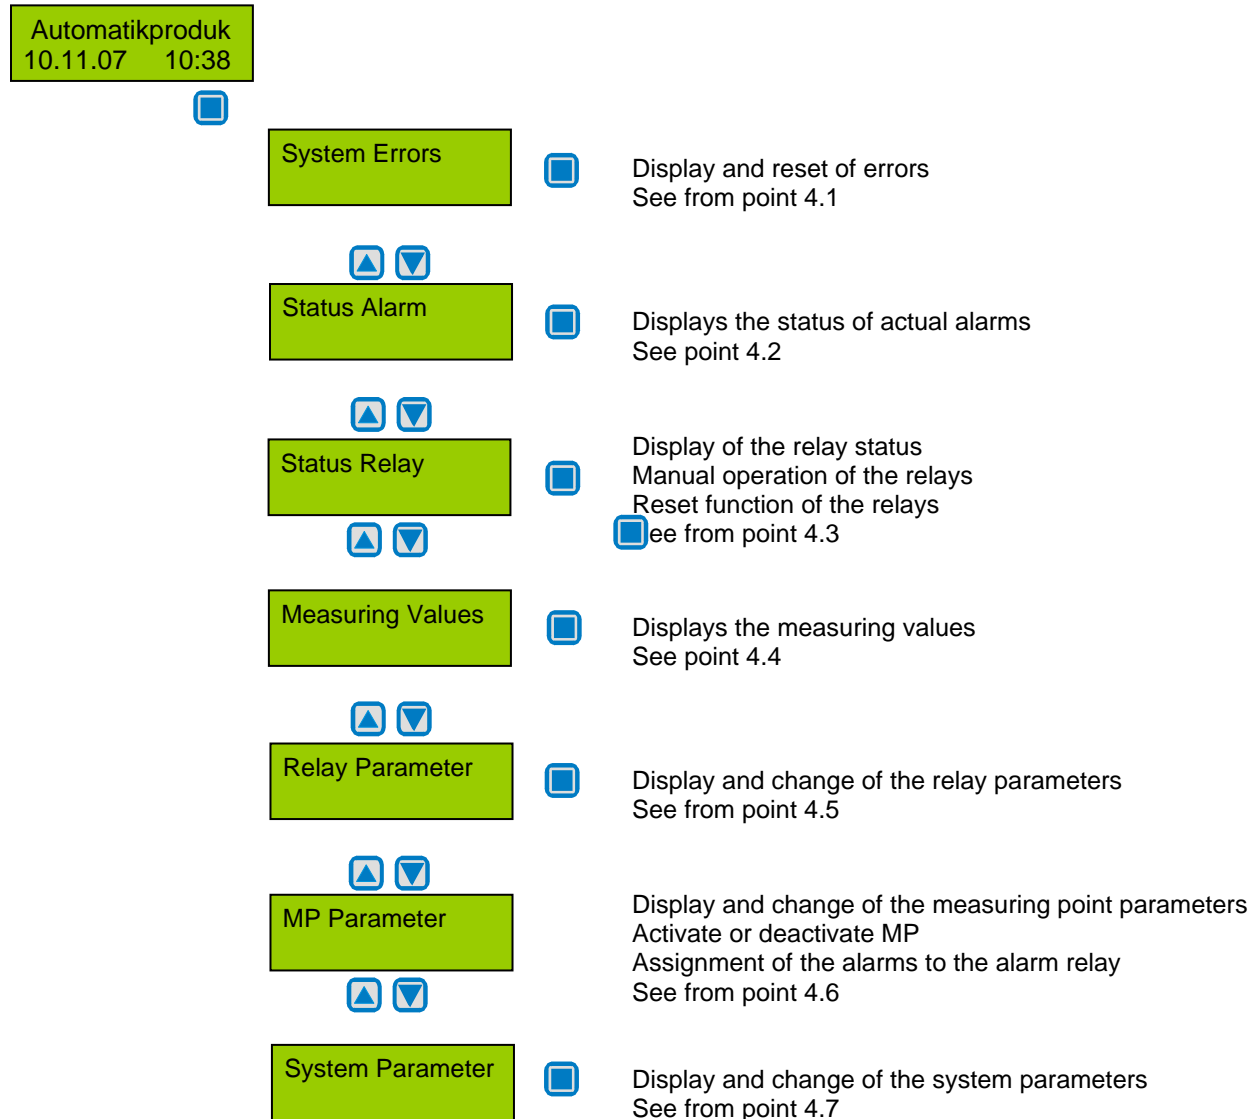 Automatikproduk
10.11.07 10:38
System Errors
Display and reset of errors
See from point 4.1
Status Alarm
Displays the status of actual alarms
See point 4.2
Status Relay
Display of the relay status
Manual operation of the relays
Reset function of the relays
ee from point 4.3
Measuring Values
Displays the measuring values
See point 4.4
Relay Parameter
Display and change of the relay parameters
See from point 4.5
MP Parameter
Display and change of the measuring point parameters
Activate or deactivate MP
Assignment of the alarms to the alarm relay
See from point 4.6
System Parameter
Display and change of the system parameters
See from point 4.7